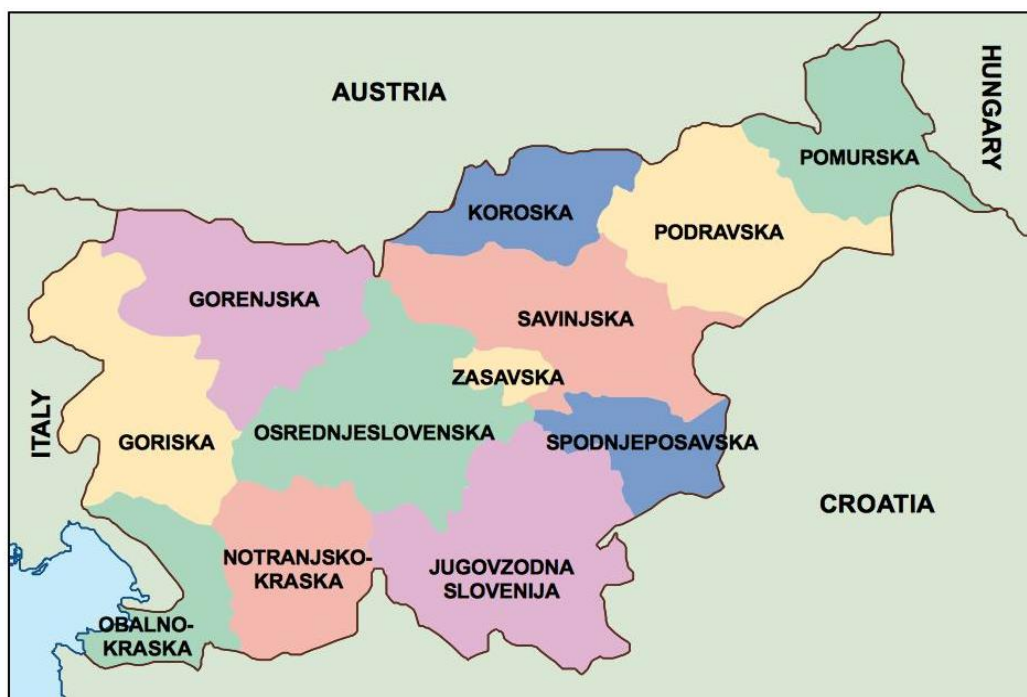 AUSTRIA
HUNGARY
POMURSKA
KOROSKA
PODRAVSKA
GORENJSKA
SAVINJSKA
ZASAVSKA
ITALY
GORISKA
OSREDNJESLOVENSKA
SPODNJEPOSAVSKA
CROATIA
NOTRANJSKO-
KRASKA
JUGOVZODNA
SLOVENIJA
OBALNO-
KRASKA